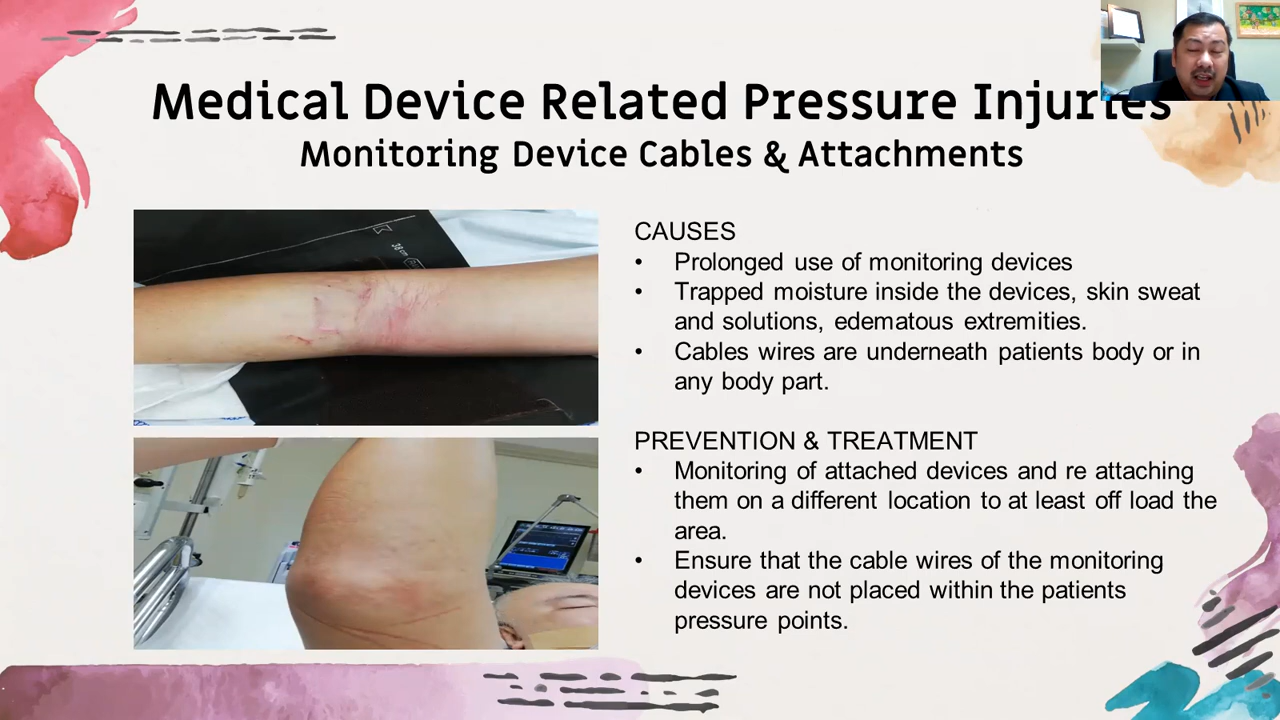 Medical Device Related Pressure Injuries
Monitoring Device Cables & Attachments
38 cm
CAUSES
• Prolonged use of monitoring devices
• Trapped moisture inside the devices, skin sweat
and solutions, edematous extremities.
• Cables wires are underneath patients body or in
any body part.
PREVENTION & TREATMENT
• Monitoring of attached devices and re attaching
them on a different location to at least off load the
area.
• Ensure that the cable wires of the monitoring
devices are not placed within the patients
pressure points.